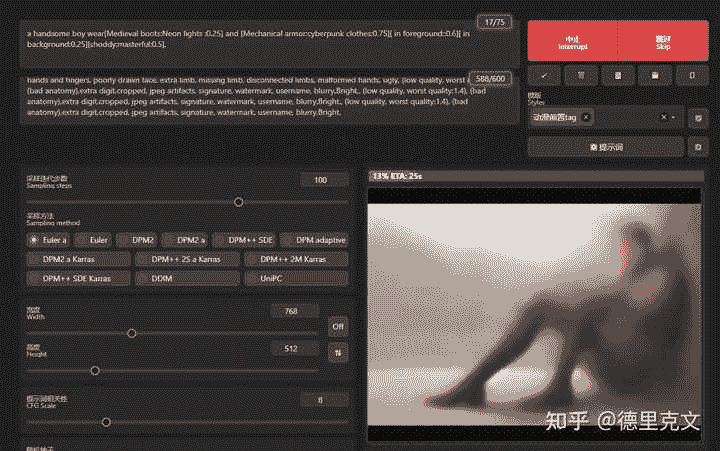 17/75
a handsome boy wear[Medieval boots:Neon lights :0.25] and [Mechanical armor:cyberpunk clothes:0.75][ in foreground::0.6][ in
background:0.25][shoddy:masterful:0.5],
中止
Interrupt
跳过
Skip
588/600
hands and fingers, poorly drawn face, extra limb, missing limb, disconnected limbs, malformed hands, ugly, (low quality, worst
(bad anatomy),extra digit,cropped, jpeg artifacts, signature, watermark, username, blurry,Bright,, (low quality, worst quality:1.4), (bad
anatomy),extra digit,cropped, jpeg artifacts, signature, watermark, username, blurry,Bright,, (low quality, worst quality:1.4), (bad
anatomy),extra digit,cropped, jpeg artifacts, signature, watermark, username, blurry,Bright,
模版
Styles
动漫前置tag
提示词
采样迭代步数
Sampling steps
100
采样方法
Sampling method
Euler a
Euler
DPM2
DPM2 a
DPM++ SDE
DPM adaptive
DPM2 a Karras
DPM++ 2S a Karras
DPM++ 2M Karras
DPM++ SDE Karras
DDIM
UniPC
宽度
Width
768
Off
高度
Height
512
提示词相关性
CFG Scale
8
13% ETA: 25s
知乎 @德里克文